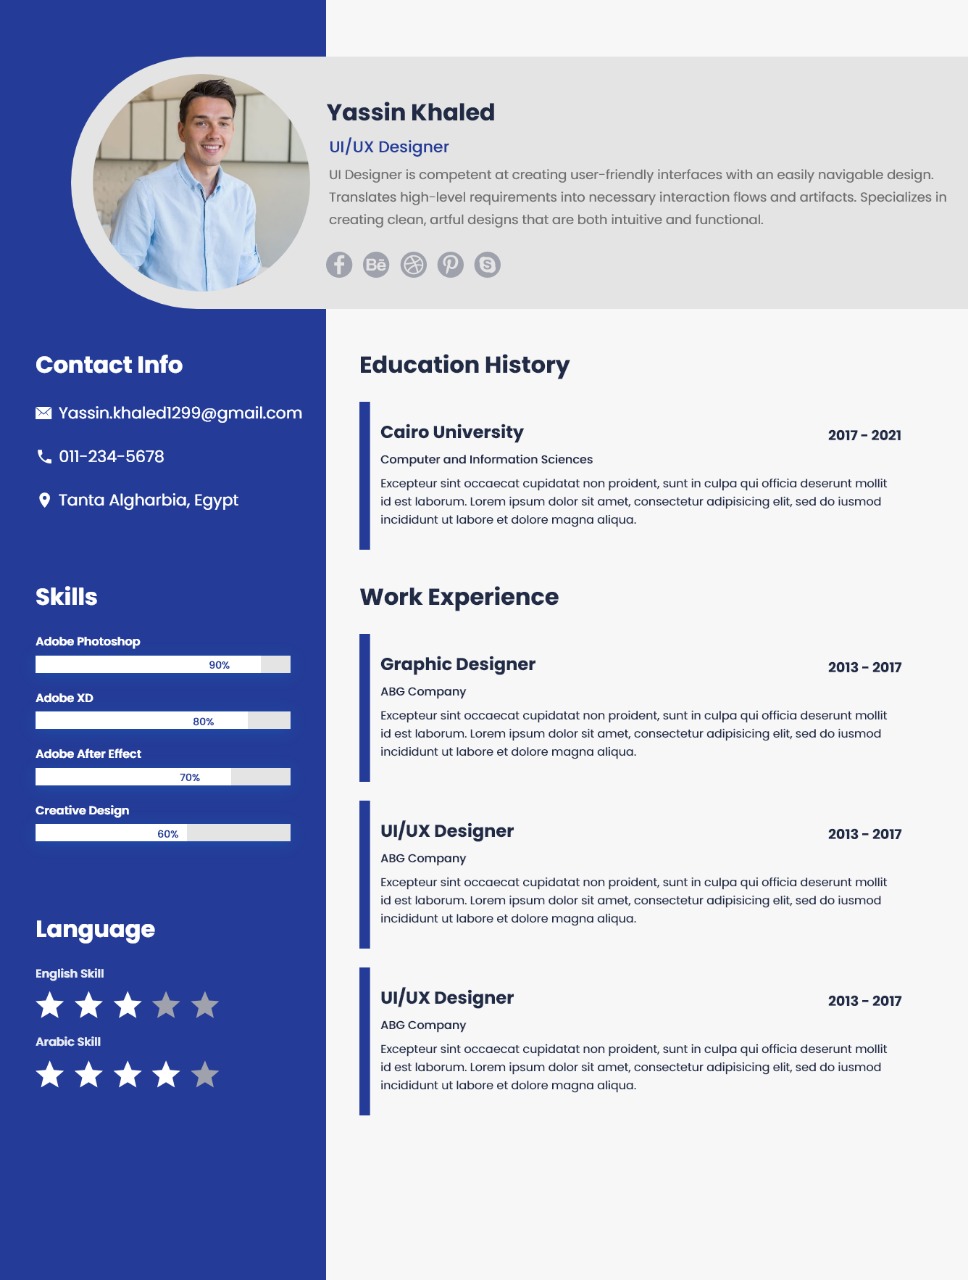 Yassin Khaled
UI/UX Designer
UI Designer is competent at creating user-friendly interfaces with an easily navigable design.
Translates high-level requirements into necessary interaction flows and artifacts. Specializes in
creating clean, artful designs that are both intuitive and functional.
Bē
Contact Info
Yassin.khaled1299@gmail.com
011-234-5678
Tanta Algharbia, Egypt
Skills
Adobe Photoshop
90%
Adobe XD
80%
Adobe After Effect
70%
Creative Design
60%
Language
English Skill
Arabic Skill
Education History
Cairo University
2017 - 2021
Computer and Information Sciences
Excepteur sint occaecat cupidatat non proident, sunt in culpa qui officia deserunt mollit
id est laborum. Lorem ipsum dolor sit amet, consectetur adipisicing elit, sed do iusmod
incididunt ut labore et dolore magna aliqua.
Work Experience
Graphic Designer
2013 - 2017
ABG Company
Excepteur sint occaecat cupidatat non proident, sunt in culpa qui officia deserunt mollit
id est laborum. Lorem ipsum dolor sit amet, consectetur adipisicing elit, sed do iusmod
incididunt ut labore et dolore magna aliqua.
UI/UX Designer
2013 - 2017
ABG Company
Excepteur sint occaecat cupidatat non proident, sunt in culpa qui officia deserunt mollit
id est laborum. Lorem ipsum dolor sit amet, consectetur adipisicing elit, sed do iusmod
incididunt ut labore et dolore magna aliqua.
UI/UX Designer
2013 - 2017
ABG Company
Excepteur sint occaecat cupidatat non proident, sunt in culpa qui officia deserunt mollit
id est laborum. Lorem ipsum dolor sit amet, consectetur adipisicing elit, sed do iusmod
incididunt ut labore et dolore magna aliqua.